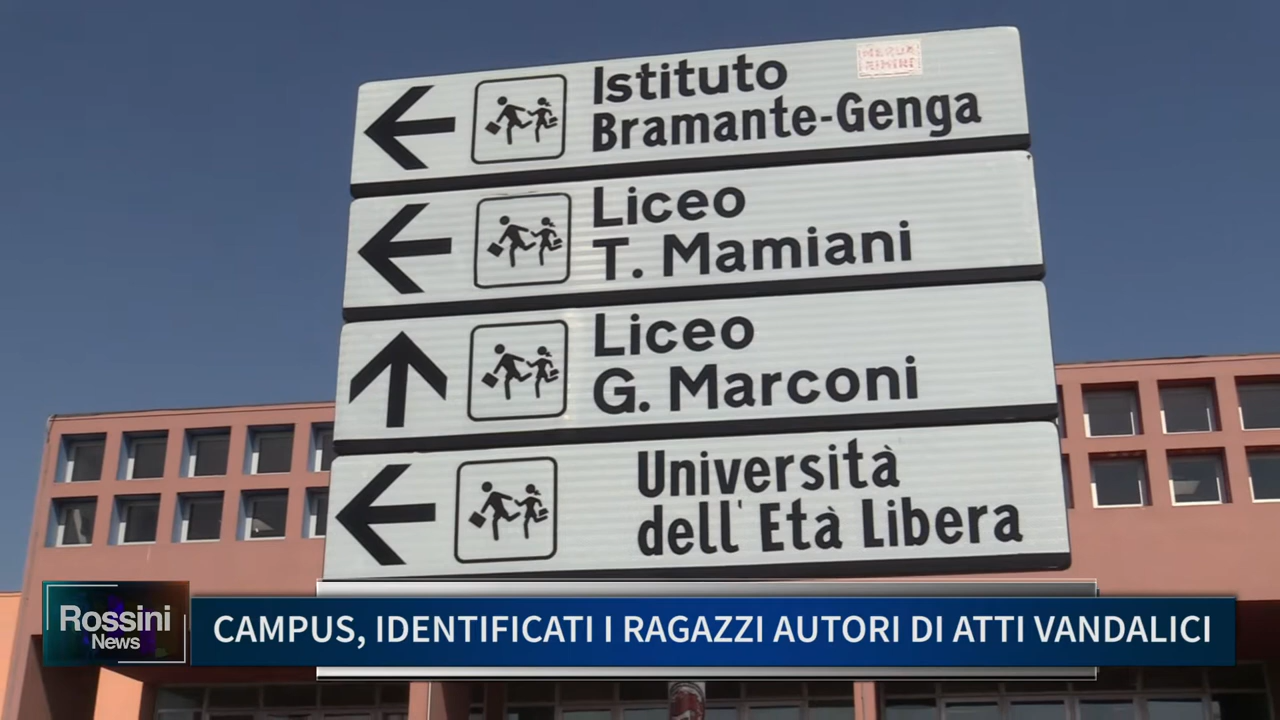 Istituto
Bramante-Genga
Liceo
T. Mamiani
Liceo
G. Marconi
Università
dell'Età Libera
Rossini
News
CAMPUS, IDENTIFICATI I RAGAZZI AUTORI DI ATTI VANDALICI